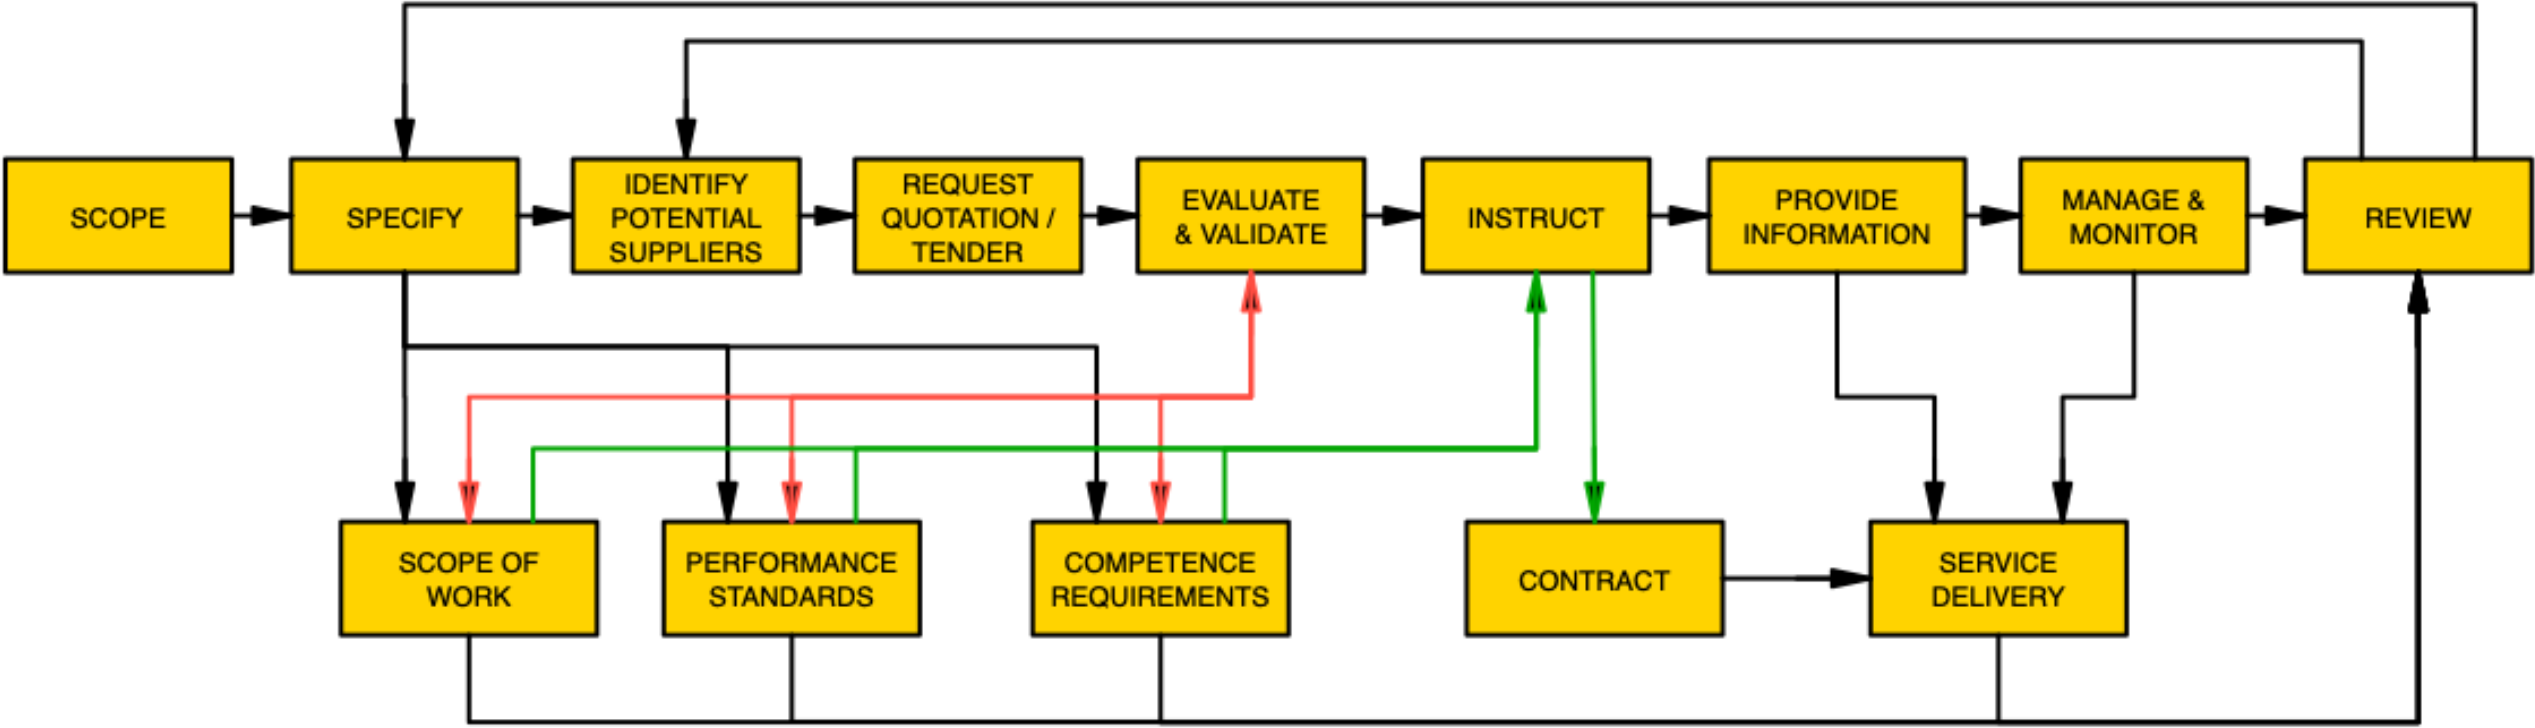 SCOPE
SPECIFY
IDENTIFY
POTENTIAL
SUPPLIERS
REQUEST
QUOTATION /
TENDER
EVALUATE
& VALIDATE
INSTRUCT
PROVIDE
INFORMATION
MANAGE &
MONITOR
REVIEW
SCOPE OF
WORK
PERFORMANCE
STANDARDS
COMPETENCE
REQUIREMENTS
CONTRACT
SERVICE
DELIVERY